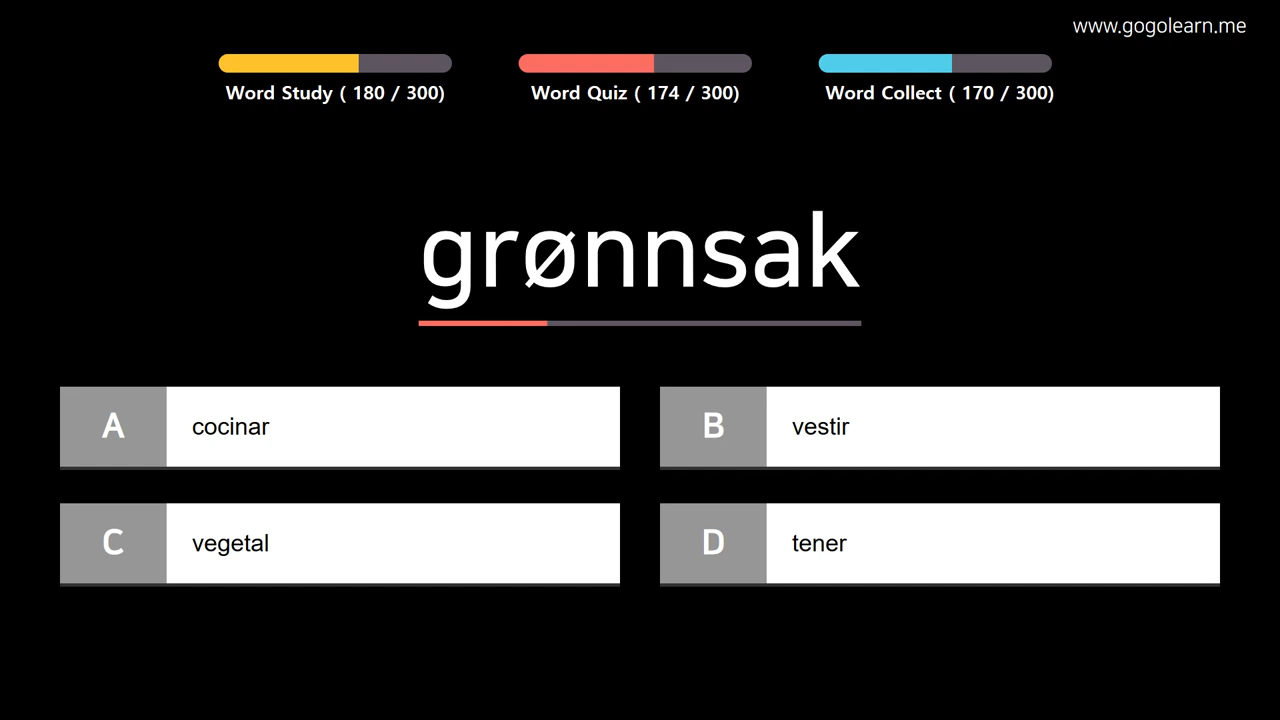 www.gogolearn.me
Word Study ( 180 / 300)
Word Quiz ( 174 / 300)
Word Collect ( 170 / 300)
grønnsak
A cocinar
B vestir
C vegetal
D tener